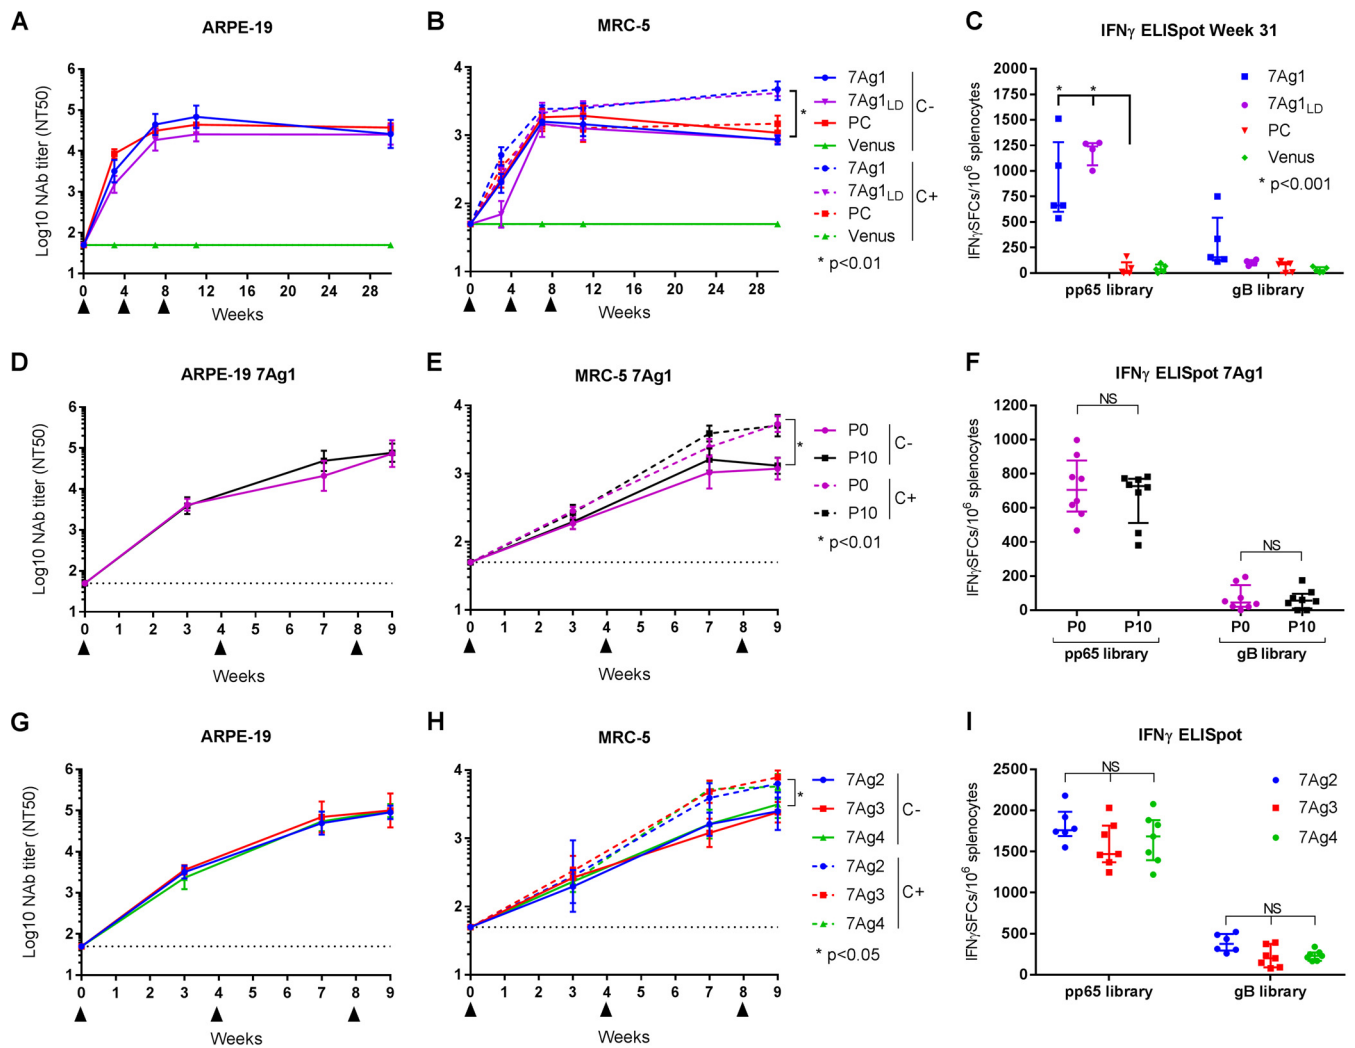 A
ARPE-19
Log10 NAb titer (NT50)
6
5
4
3
2
1
0 4 8 12 16 20 24 28
Weeks
B
MRC-5
4
3
2
1
0 4 8 12 16 20 24 28
Weeks
*
7Ag1
7Ag1LD
PC
Venus
C-
7Ag1
7Ag1LD
PC
Venus
C+
* p<0.01
C
IFNγ ELISpot Week 31
IFNγSFCs/10⁶ splenocytes
2000
1750
1500
1250
1000
750
500
250
0
* *
pp65 library gB library
7Ag1
7Ag1LD
PC
Venus
* p<0.001
D
ARPE-19 7Ag1
Log10 NAb titer (NT50)
6
5
4
3
2
1
0 1 2 3 4 5 6 7 8 9
Weeks
E
MRC-5 7Ag1
4
3
2
1
0 1 2 3 4 5 6 7 8 9
Weeks
*
P0
P10
C-
P0
P10
C+
* p<0.01
F
IFNγ ELISpot 7Ag1
IFNγSFCs/10⁶ splenocytes
1200
1000
800
600
400
200
0
NS
NS
P0 P10 P0 P10
pp65 library gB library
G
ARPE-19
Log10 NAb titer (NT50)
6
5
4
3
2
1
0 1 2 3 4 5 6 7 8 9
Weeks
H
MRC-5
4
3
2
1
0 1 2 3 4 5 6 7 8 9
Weeks
*
7Ag2
7Ag3
7Ag4
C-
7Ag2
7Ag3
7Ag4
C+
* p<0.05
I
IFNγ ELISpot
IFNγSFCs/10⁶ splenocytes
2500
2000
1500
1000
500
0
NS
NS
pp65 library gB library
7Ag2
7Ag3
7Ag4